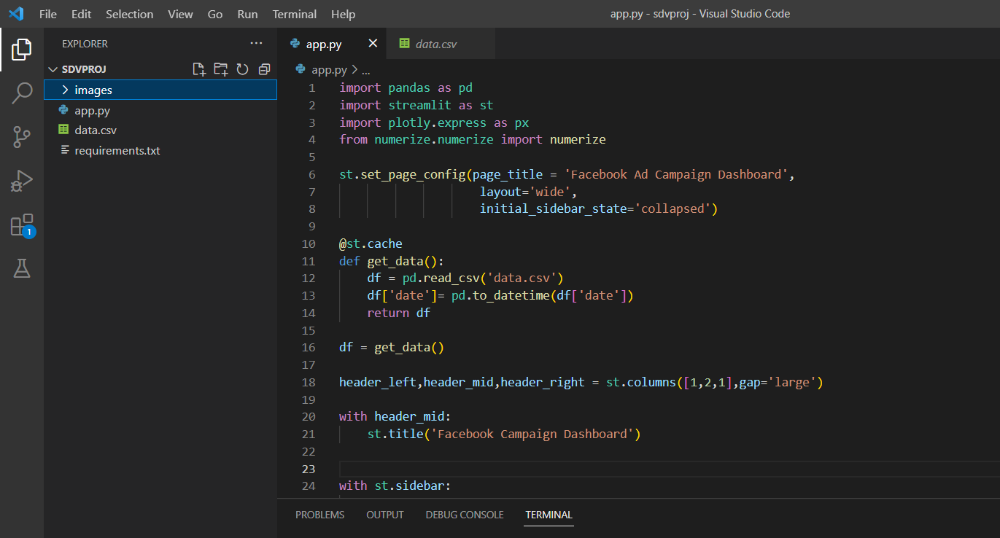 File Edit Selection View Go Run Terminal Help
app.py - sdvproj - Visual Studio Code
EXPLORER
SDVPROJ
images
app.py
data.csv
requirements.txt
1
app.py data.csv
app.py > ...
1 import pandas as pd
2 import streamlit as st
3 import plotly.express as px
4 from numerize.numerize import numerize
5
6 st.set_page_config(page_title = 'Facebook Ad Campaign Dashboard',
7                     layout='wide',
8                     initial_sidebar_state='collapsed')
9
10 @st.cache
11 def get_data():
12     df = pd.read_csv('data.csv')
13     df['date']= pd.to_datetime(df['date'])
14     return df
15
16 df = get_data()
17
18 header_left,header_mid,header_right = st.columns([1,2,1],gap='large')
19
20 with header_mid:
21     st.title('Facebook Campaign Dashboard')
22
23
24 with st.sidebar:
PROBLEMS OUTPUT DEBUG CONSOLE TERMINAL